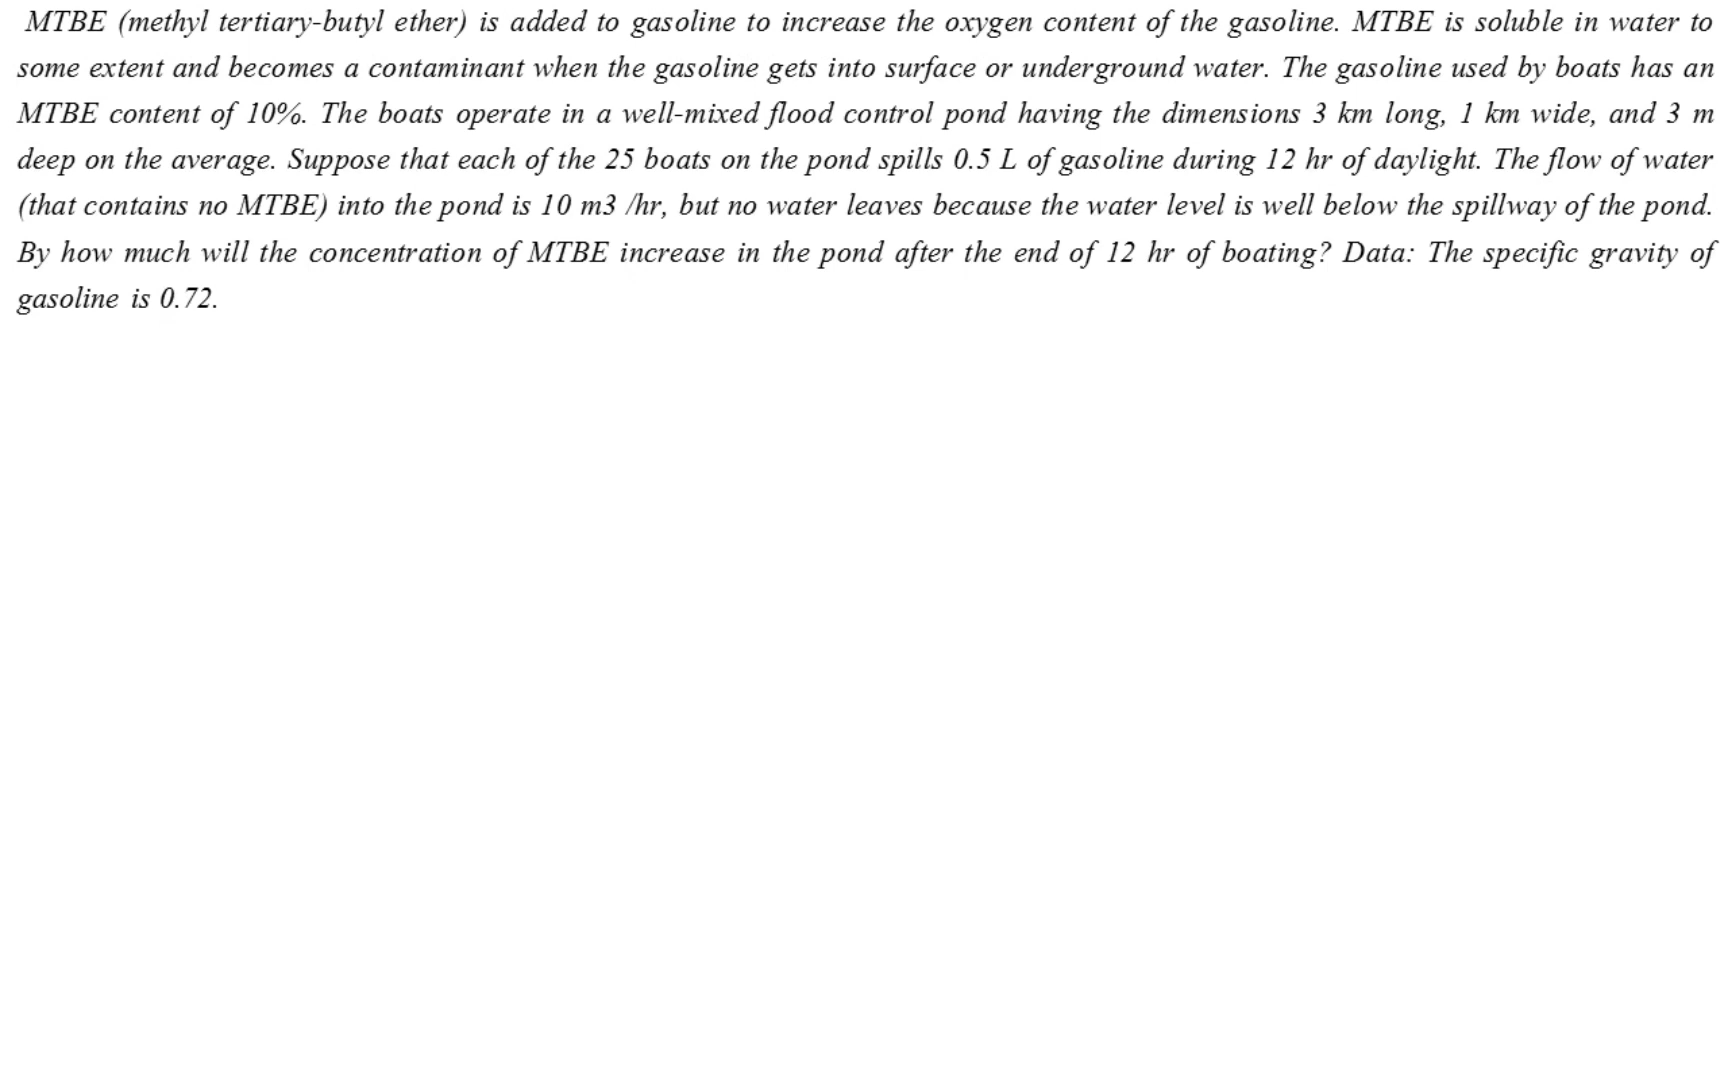 MTBE (methyl tertiary-butyl ether) is added to gasoline to increase the oxygen content of the gasoline. MTBE is soluble in water to
some extent and becomes a contaminant when the gasoline gets into surface or underground water. The gasoline used by boats has an
MTBE content of 10%. The boats operate in a well-mixed flood control pond having the dimensions 3 km long, 1 km wide, and 3 m
deep on the average. Suppose that each of the 25 boats on the pond spills 0.5 L of gasoline during 12 hr of daylight. The flow of water
(that contains no MTBE) into the pond is 10 m3 /hr, but no water leaves because the water level is well below the spillway of the pond.
By how much will the concentration of MTBE increase in the pond after the end of 12 hr of boating? Data: The specific gravity of
gasoline is 0.72.